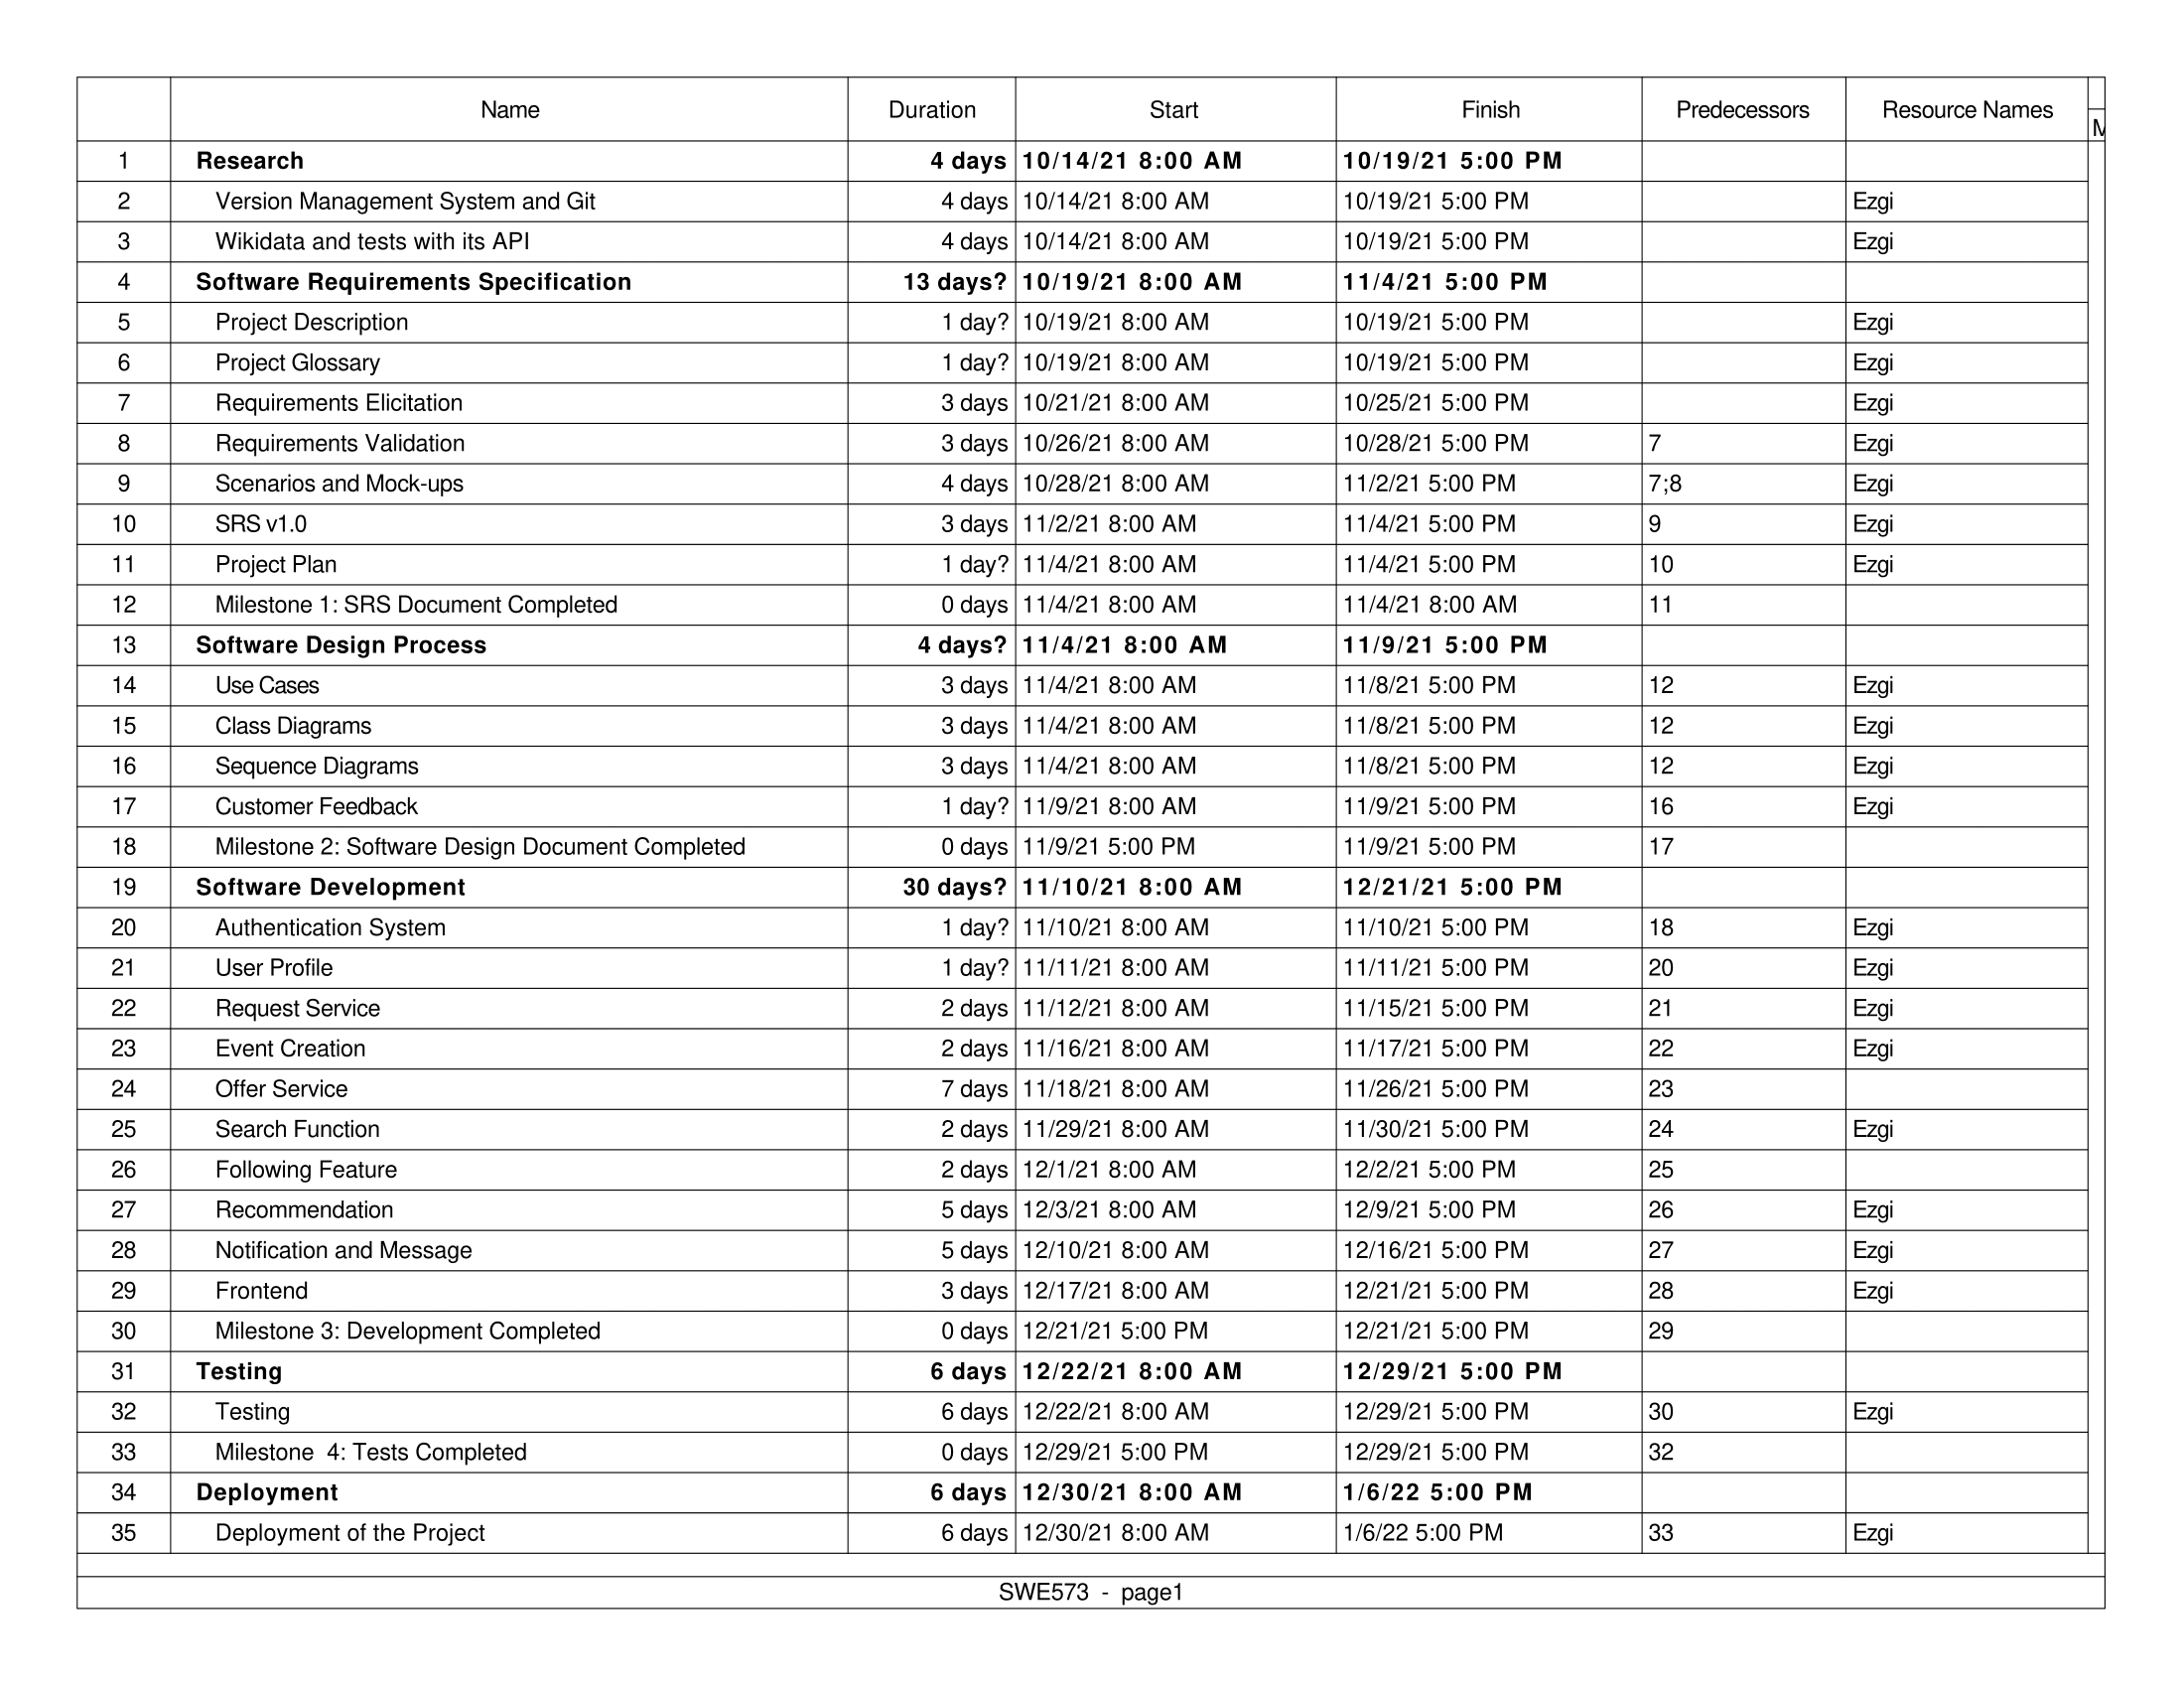 Name Duration Start Finish Predecessors Resource Names
M
1 Research 4 days 10/14/21 8:00 AM 10/19/21 5:00 PM
2 Version Management System and Git 4 days 10/14/21 8:00 AM 10/19/21 5:00 PM Ezgi
3 Wikidata and tests with its API 4 days 10/14/21 8:00 AM 10/19/21 5:00 PM Ezgi
4 Software Requirements Specification 13 days? 10/19/21 8:00 AM 11/4/21 5:00 PM
5 Project Description 1 day? 10/19/21 8:00 AM 10/19/21 5:00 PM Ezgi
6 Project Glossary 1 day? 10/19/21 8:00 AM 10/19/21 5:00 PM Ezgi
7 Requirements Elicitation 3 days 10/21/21 8:00 AM 10/25/21 5:00 PM Ezgi
8 Requirements Validation 3 days 10/26/21 8:00 AM 10/28/21 5:00 PM 7 Ezgi
9 Scenarios and Mock-ups 4 days 10/28/21 8:00 AM 11/2/21 5:00 PM 7;8 Ezgi
10 SRS v1.0 3 days 11/2/21 8:00 AM 11/4/21 5:00 PM 9 Ezgi
11 Project Plan 1 day? 11/4/21 8:00 AM 11/4/21 5:00 PM 10 Ezgi
12 Milestone 1: SRS Document Completed 0 days 11/4/21 8:00 AM 11/4/21 8:00 AM 11
13 Software Design Process 4 days? 11/4/21 8:00 AM 11/9/21 5:00 PM
14 Use Cases 3 days 11/4/21 8:00 AM 11/8/21 5:00 PM 12 Ezgi
15 Class Diagrams 3 days 11/4/21 8:00 AM 11/8/21 5:00 PM 12 Ezgi
16 Sequence Diagrams 3 days 11/4/21 8:00 AM 11/8/21 5:00 PM 12 Ezgi
17 Customer Feedback 1 day? 11/9/21 8:00 AM 11/9/21 5:00 PM 16 Ezgi
18 Milestone 2: Software Design Document Completed 0 days 11/9/21 5:00 PM 11/9/21 5:00 PM 17
19 Software Development 30 days? 11/10/21 8:00 AM 12/21/21 5:00 PM
20 Authentication System 1 day? 11/10/21 8:00 AM 11/10/21 5:00 PM 18 Ezgi
21 User Profile 1 day? 11/11/21 8:00 AM 11/11/21 5:00 PM 20 Ezgi
22 Request Service 2 days 11/12/21 8:00 AM 11/15/21 5:00 PM 21 Ezgi
23 Event Creation 2 days 11/16/21 8:00 AM 11/17/21 5:00 PM 22 Ezgi
24 Offer Service 7 days 11/18/21 8:00 AM 11/26/21 5:00 PM 23
25 Search Function 2 days 11/29/21 8:00 AM 11/30/21 5:00 PM 24 Ezgi
26 Following Feature 2 days 12/1/21 8:00 AM 12/2/21 5:00 PM 25
27 Recommendation 5 days 12/3/21 8:00 AM 12/9/21 5:00 PM 26 Ezgi
28 Notification and Message 5 days 12/10/21 8:00 AM 12/16/21 5:00 PM 27 Ezgi
29 Frontend 3 days 12/17/21 8:00 AM 12/21/21 5:00 PM 28 Ezgi
30 Milestone 3: Development Completed 0 days 12/21/21 5:00 PM 12/21/21 5:00 PM 29
31 Testing 6 days 12/22/21 8:00 AM 12/29/21 5:00 PM
32 Testing 6 days 12/22/21 8:00 AM 12/29/21 5:00 PM 30 Ezgi
33 Milestone  4: Tests Completed 0 days 12/29/21 5:00 PM 12/29/21 5:00 PM 32
34 Deployment 6 days 12/30/21 8:00 AM 1/6/22 5:00 PM
35 Deployment of the Project 6 days 12/30/21 8:00 AM 1/6/22 5:00 PM 33 Ezgi
SWE573 - page1